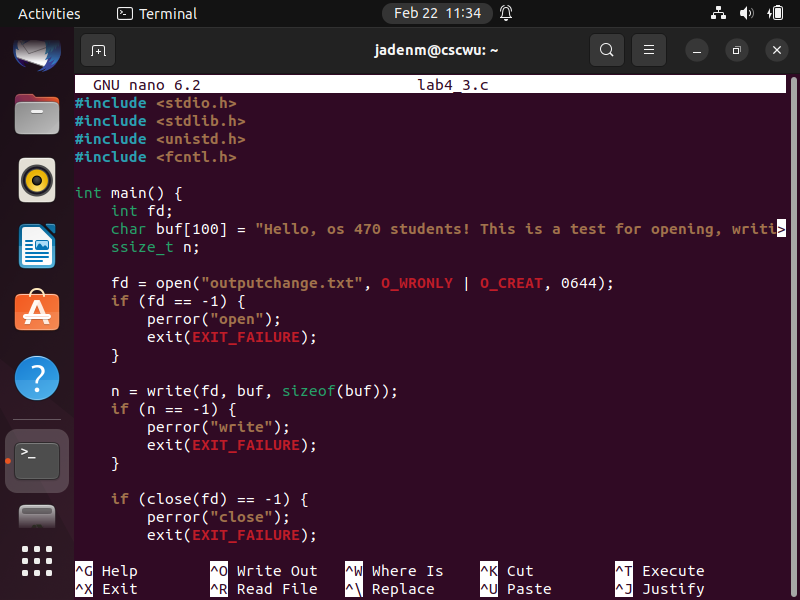 Activities Terminal Feb 22 11:34
jadenm@cscwu: ~
GNU nano 6.2 lab4_3.c
#include <stdio.h>
#include <stdlib.h>
#include <unistd.h>
#include <fcntl.h>
int main() {
    int fd;
    char buf[100] = "Hello, os 470 students! This is a test for opening, writi>
    ssize_t n;
    fd = open("outputchange.txt", O_WRONLY | O_CREAT, 0644);
    if (fd == -1) {
        perror("open");
        exit(EXIT_FAILURE);
    }
    n = write(fd, buf, sizeof(buf));
    if (n == -1) {
        perror("write");
        exit(EXIT_FAILURE);
    }
    if (close(fd) == -1) {
        perror("close");
        exit(EXIT_FAILURE);
^G Help ^O Write Out ^W Where Is ^K Cut ^T Execute
^X Exit ^R Read File ^\ Replace ^U Paste ^J Justify